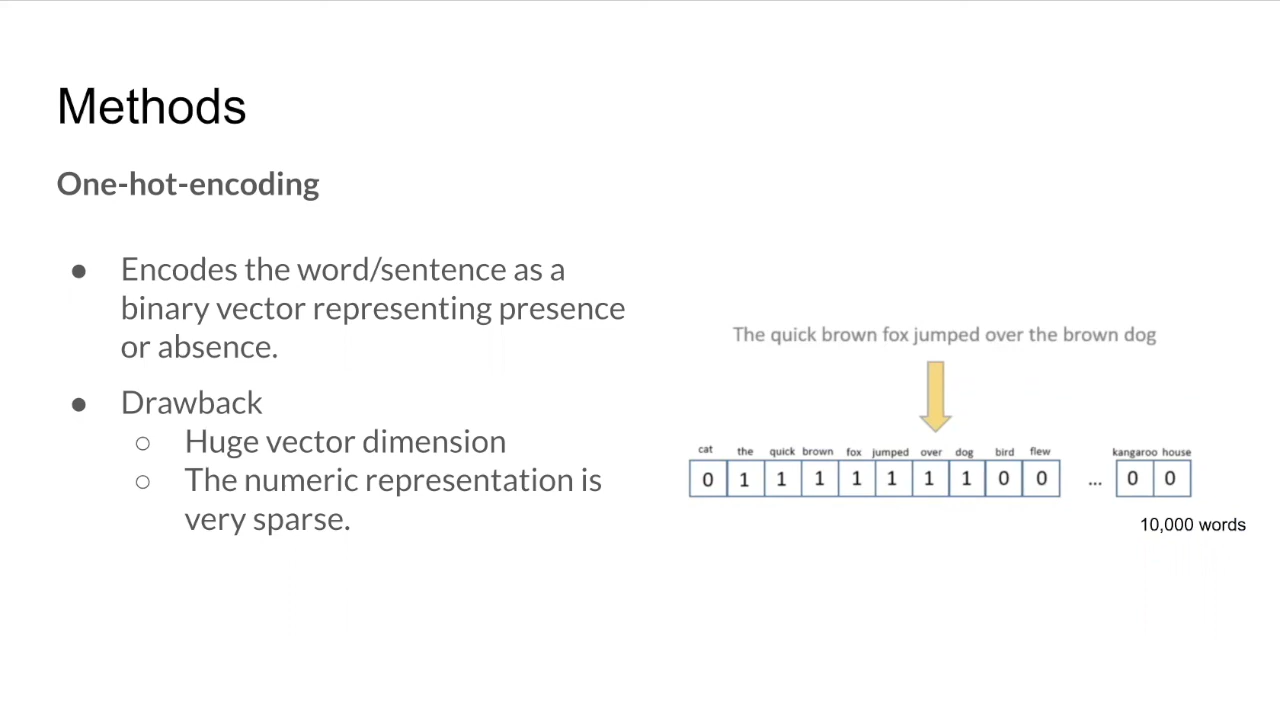 Methods
One-hot-encoding
● Encodes the word/sentence as a
binary vector representing presence
or absence.
● Drawback
○ Huge vector dimension
○ The numeric representation is
very sparse.
The quick brown fox jumped over the brown dog
cat the quick brown fox jumped over dog bird flew kangaroo house
0 1 1 1 1 1 1 1 0 0 ... 0 0
10,000 words